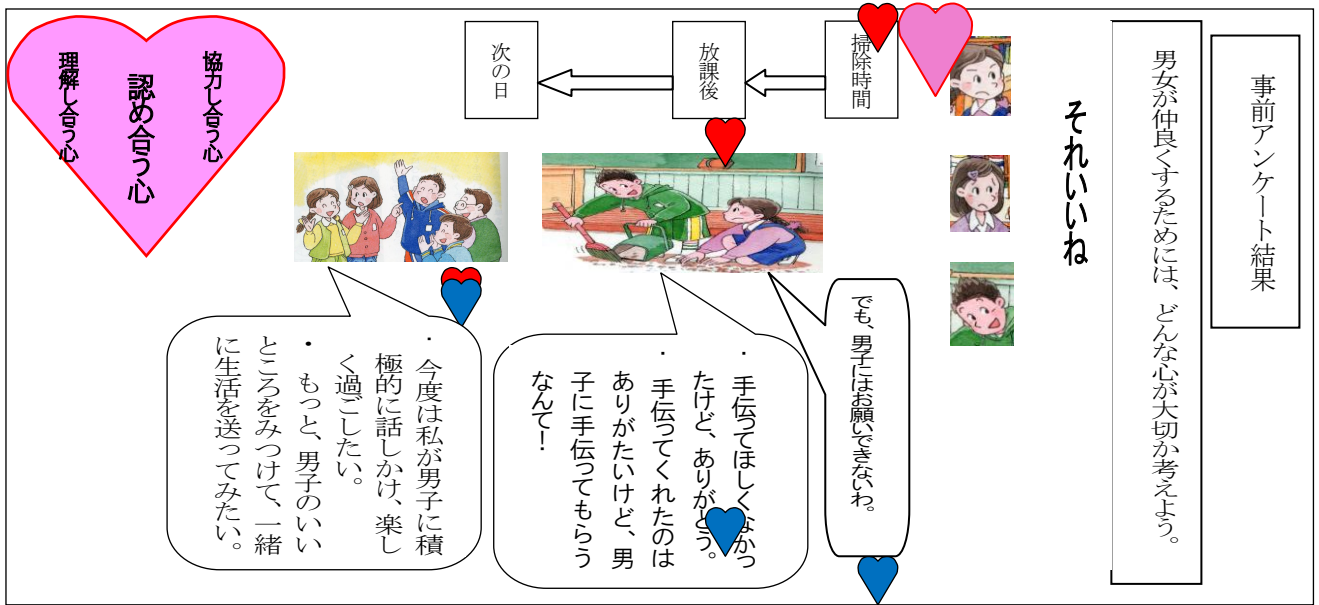 事前アンケート結果
男女が仲良くするためには、どんな心が大切か考えよう。
それいいね
掃除時間
放課後
次の日
でも、男子にはお願いできないわ。
・手伝ってほしくなかっ
たけど、ありがとう。
・手伝ってくれたのは
ありがたいけど、男
子に手伝ってもらう
なんて！
・今度は私が男子に積
極的に話しかけ、楽し
く過ごしたい。
・もっと、男子のいい
ところをみつけて、一緒
に生活を送ってみたい。
協力し合う心
認め合う心
理解し合う心